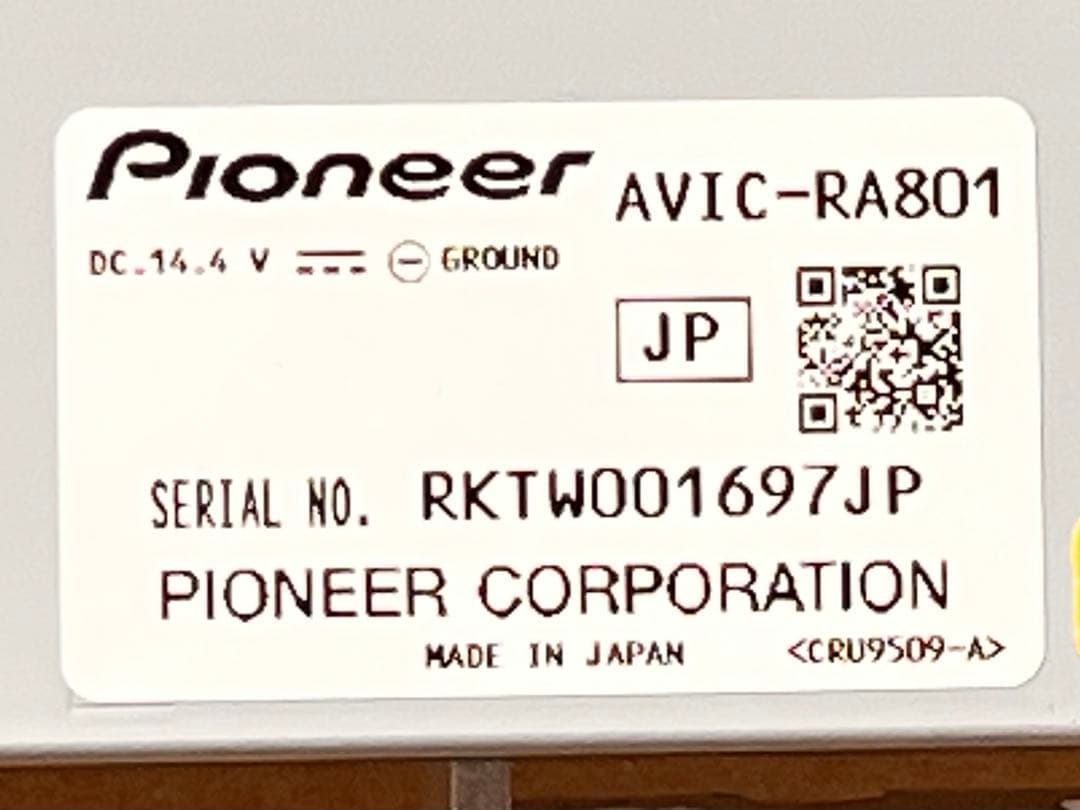 Pioneer AVIC-RA801
DC.14.4 V ⎓ ⊖ GROUND
JP
SERIAL NO. RKTW001697JP
PIONEER CORPORATION
MADE IN JAPAN <CRU9509-A>